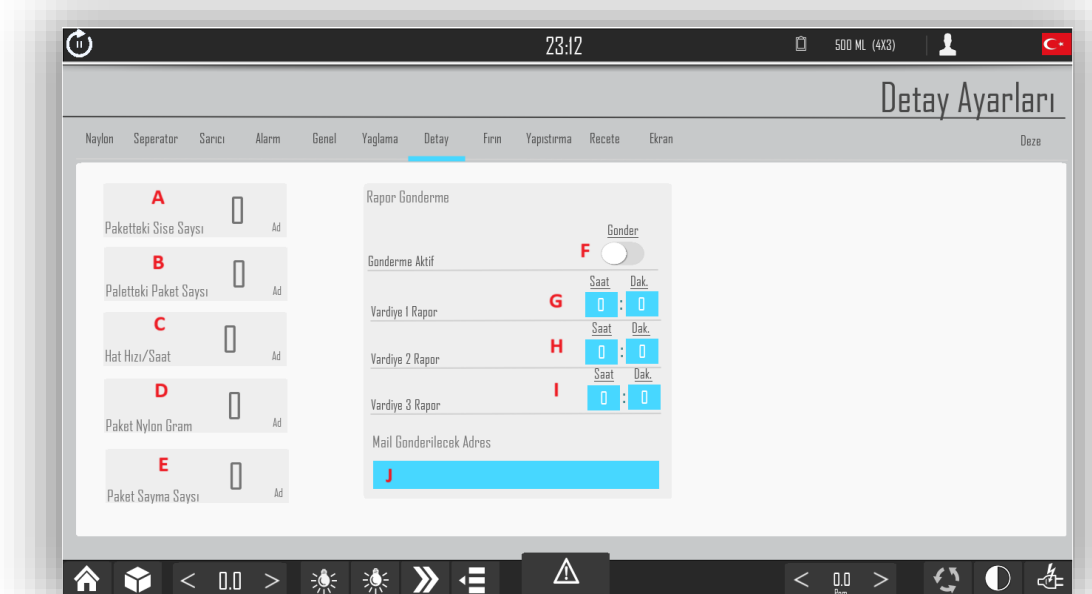 23:12
500 ML (4X3)
Detay Ayarları
Naylon Seperator Sarıcı Alarm Genel Yaglama Detay Fırın Yapıstırma Recete Ekran Deze
A
0
Paketteki Sise Saysı Ad
B
0
Paletteki Paket Saysı Ad
C
0
Hat Hızı/Saat Ad
D
0
Paket Nylon Gram Ad
E
0
Paket Sayma Saysı Ad
Rapor Gonderme
Gonder
F
Gonderme Aktif
Saat Dak.
G 0 : 0
Vardiye 1 Rapor
Saat Dak.
H 0 : 0
Vardiye 2 Rapor
Saat Dak.
I 0 : 0
Vardiye 3 Rapor
Mail Gonderilecek Adres
J
< 0.0 >
< 0.0 >
Bpm